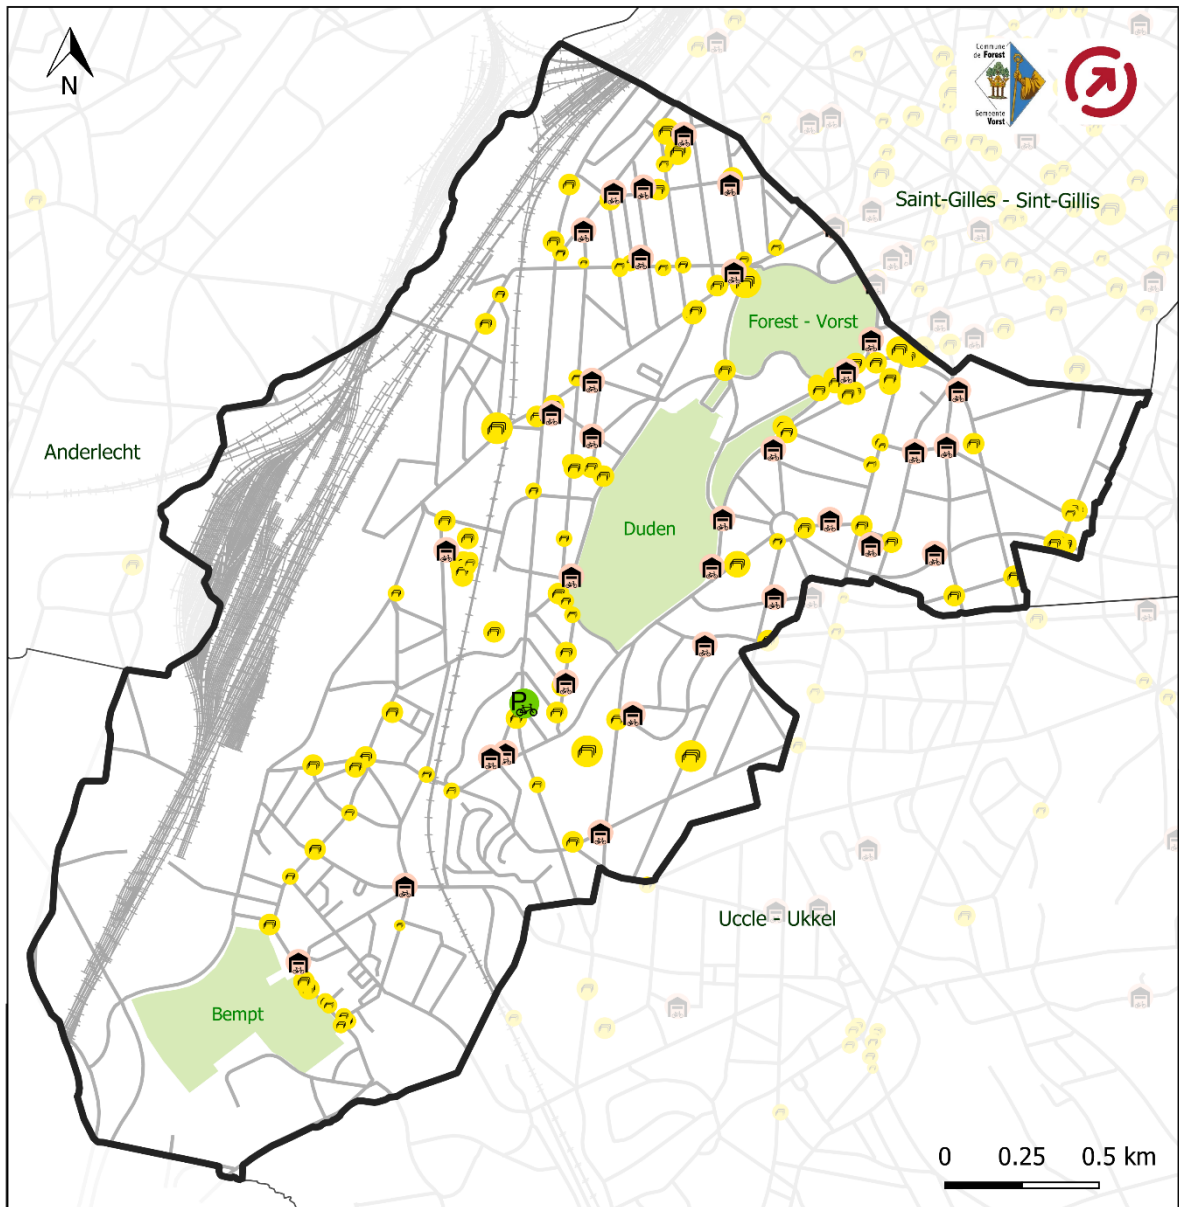 N
Commune
de Forest
Gemeente
Vorst
Saint-Gilles - Sint-Gillis
Forest - Vorst
Anderlecht
Duden
P
Uccle - Ukkel
Bempt
0 0.25 0.5 km